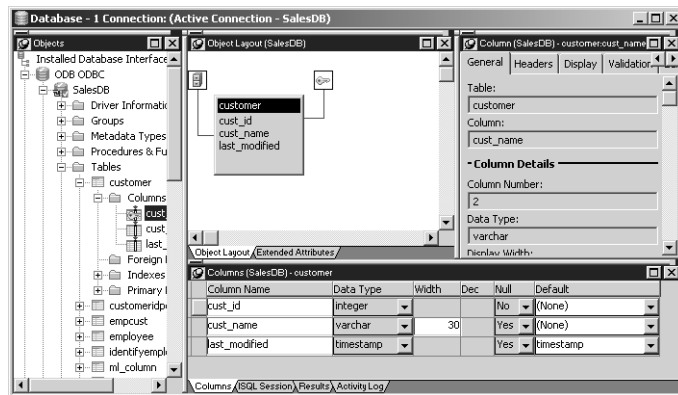 Database - 1 Connection: (Active Connection - SalesDB)
Objects
Installed Database Interface
ODB ODBC
SalesDB
Driver Informatic
Groups
Metadata Types
Procedures & Fu
Tables
customer
Columns
cust
cust_
last_
Foreign
Indexes
Primary
customeridp
empcust
employee
identifyempl
ml_column
Object Layout (SalesDB)
customer
cust_id
cust_name
last_modified
Object Layout
Extended Attributes
Column (SalesDB) - customer.cust_name
General
Headers
Display
Validation
Table:
customer
Column:
cust_name
- Column Details
Column Number:
2
Data Type:
varchar
Display Width:
Columns (SalesDB) - customer
Column Name Data Type Width Dec Null Default
cust_id integer No (None)
cust_name varchar 30 Yes (None)
last_modified timestamp Yes timestamp
Columns ISQL Session Results Activity Log